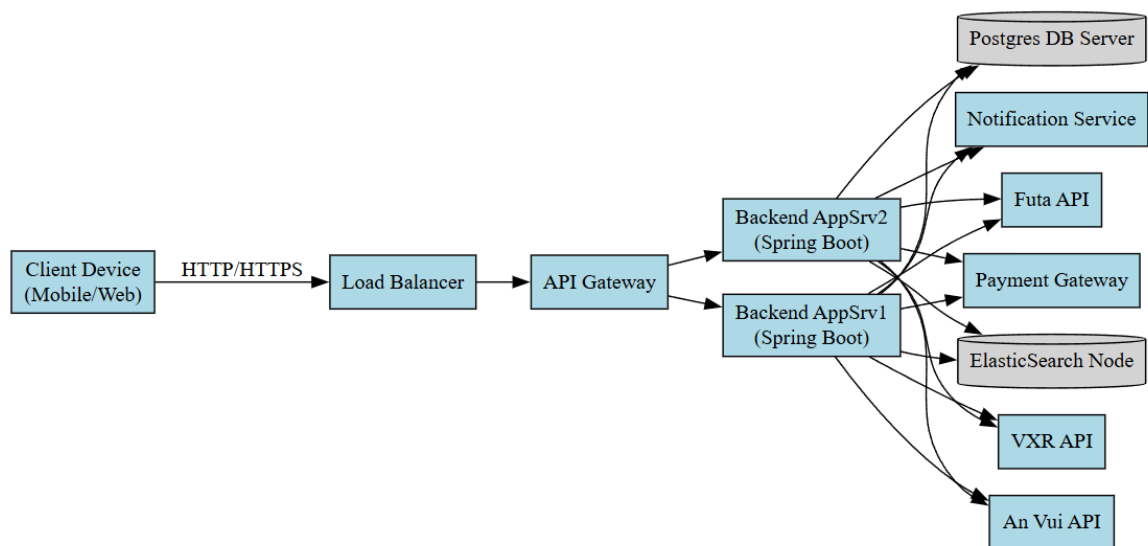 Client Device
(Mobile/Web)
HTTP/HTTPS
Load Balancer
API Gateway
Backend AppSrv2
(Spring Boot)
Backend AppSrv1
(Spring Boot)
Postgres DB Server
Notification Service
Futa API
Payment Gateway
ElasticSearch Node
VXR API
An Vui API